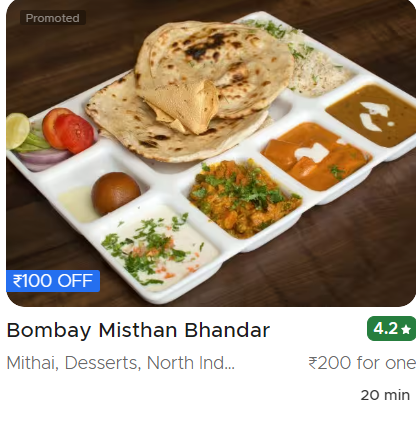 Promoted
₹100 OFF
Bombay Misthan Bhandar
4.2★
Mithai, Desserts, North Ind...
₹200 for one
20 min